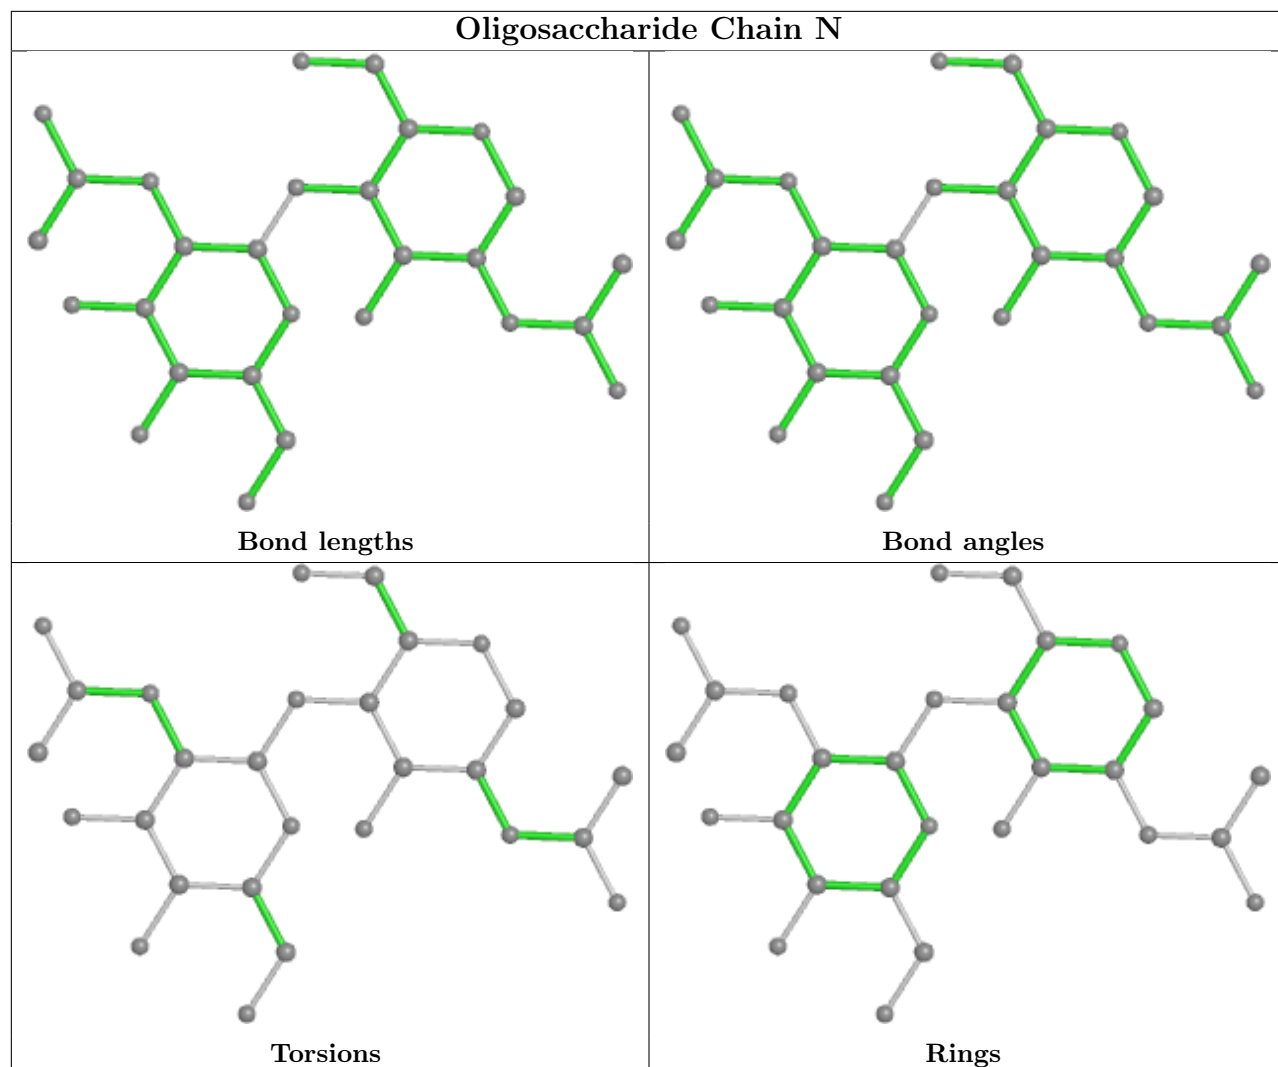 Oligosaccharide Chain N
Bond lengths
Bond angles
Torsions
Rings